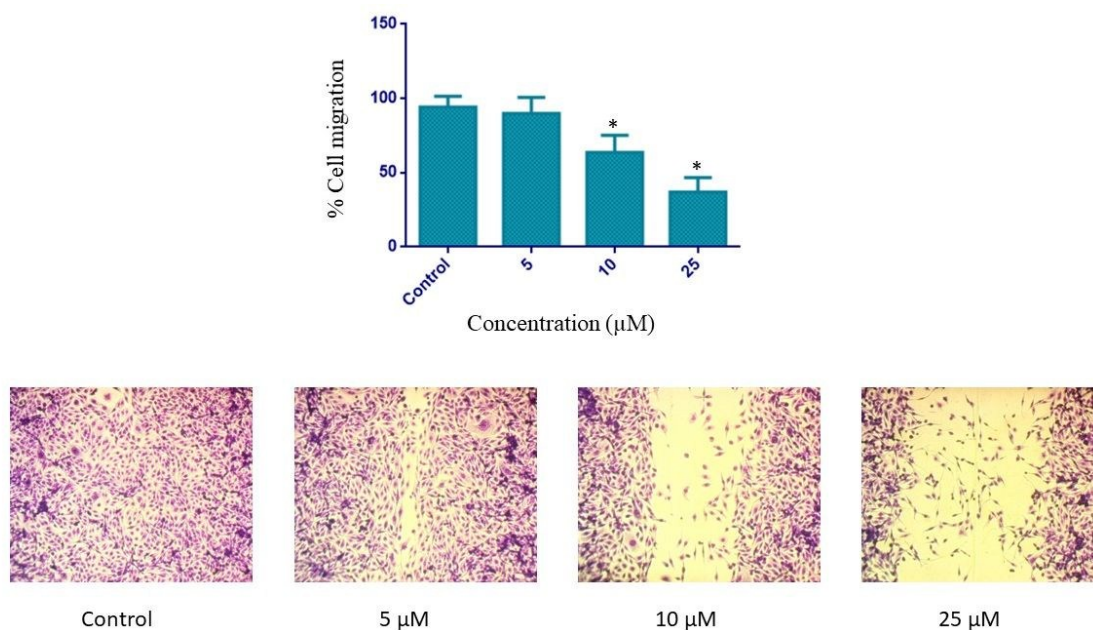 150
% Cell migration
100
*
*
50
0
Control
5
10
25
Concentration (µM)
Control
5 µM
10 µM
25 µM